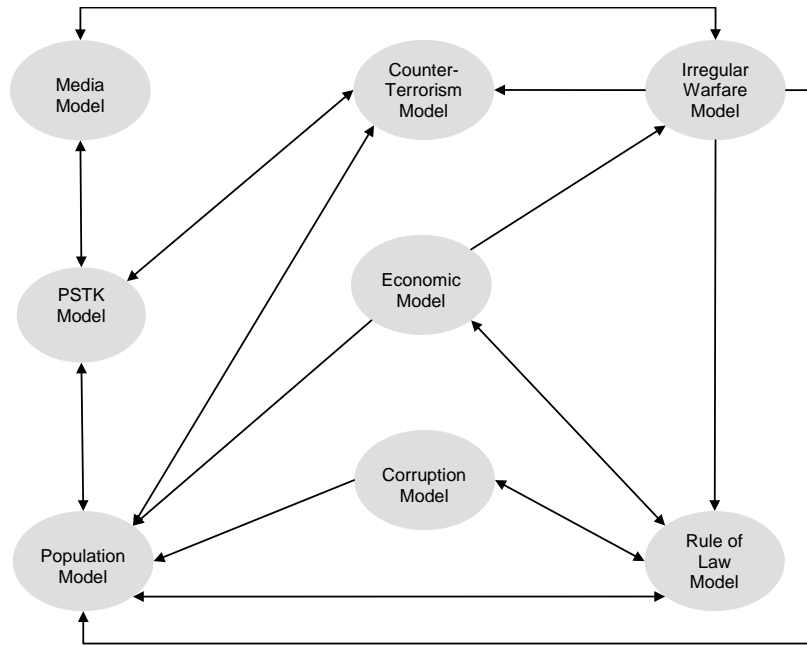 Media
Model
Counter-
Terrorism
Model
Irregular
Warfare
Model
PSTK
Model
Economic
Model
Corruption
Model
Population
Model
Rule of
Law
Model